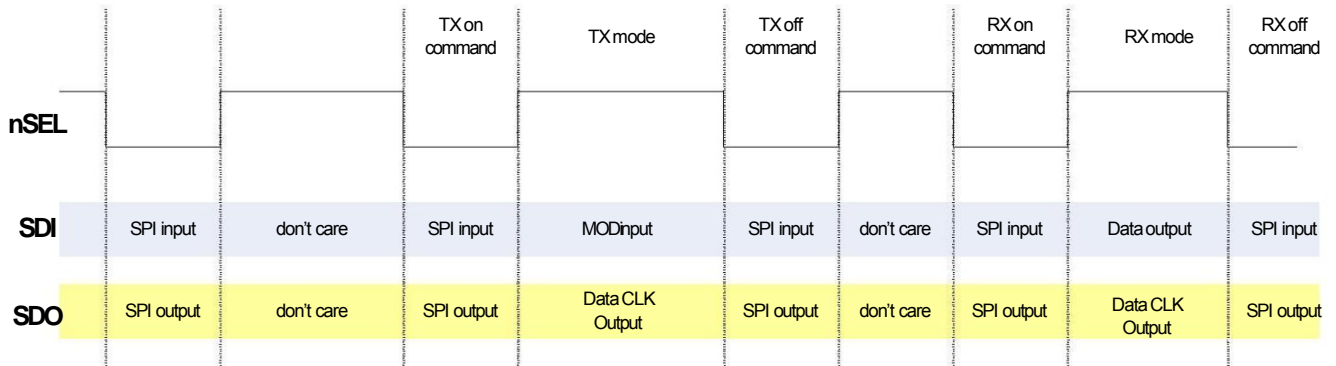 TX on command
TX mode
TX off command
RX on command
RX mode
RX off command
nSEL
SDI
SPI input
don't care
SPI input
MODinput
SPI input
don't care
SPI input
Data output
SPI input
SDO
SPI output
don't care
SPI output
Data CLK Output
SPI output
don't care
SPI output
Data CLK Output
SPI output